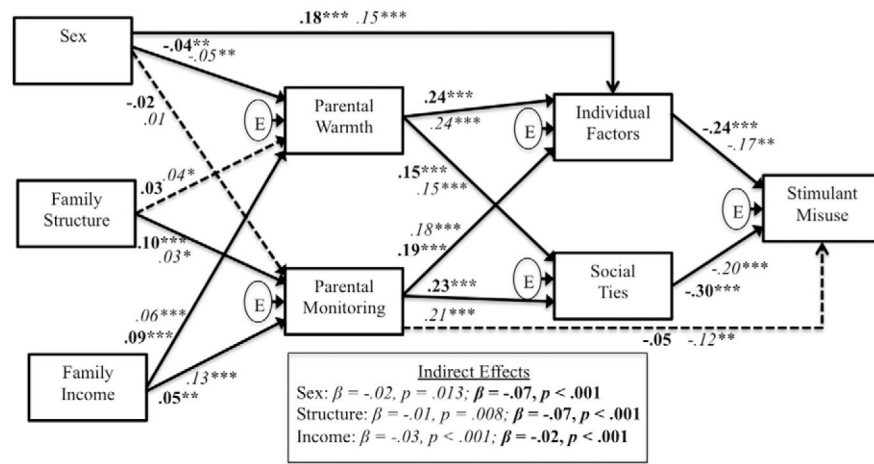 Sex
.18*** .15***
-.04**
-.05**
-.02
.01
Parental
Warmth
E
.24***
.24***
Individual
Factors
E
-.24***
-.17**
Family
Structure
.03 .04*
.10***
.03*
.15***
.15***
Stimulant
Misuse
E
.18***
.19***
Parental
Monitoring
E
.23***
.21***
Social
Ties
E
-.20***
-.30***
-.05 -.12**
Family
Income
.06***
.09***
.13***
.05**
Indirect Effects
Sex: β = -.02, p = .013; β = -.07, p < .001
Structure: β = -.01, p = .008; β = -.07, p < .001
Income: β = -.03, p < .001; β = -.02, p < .001